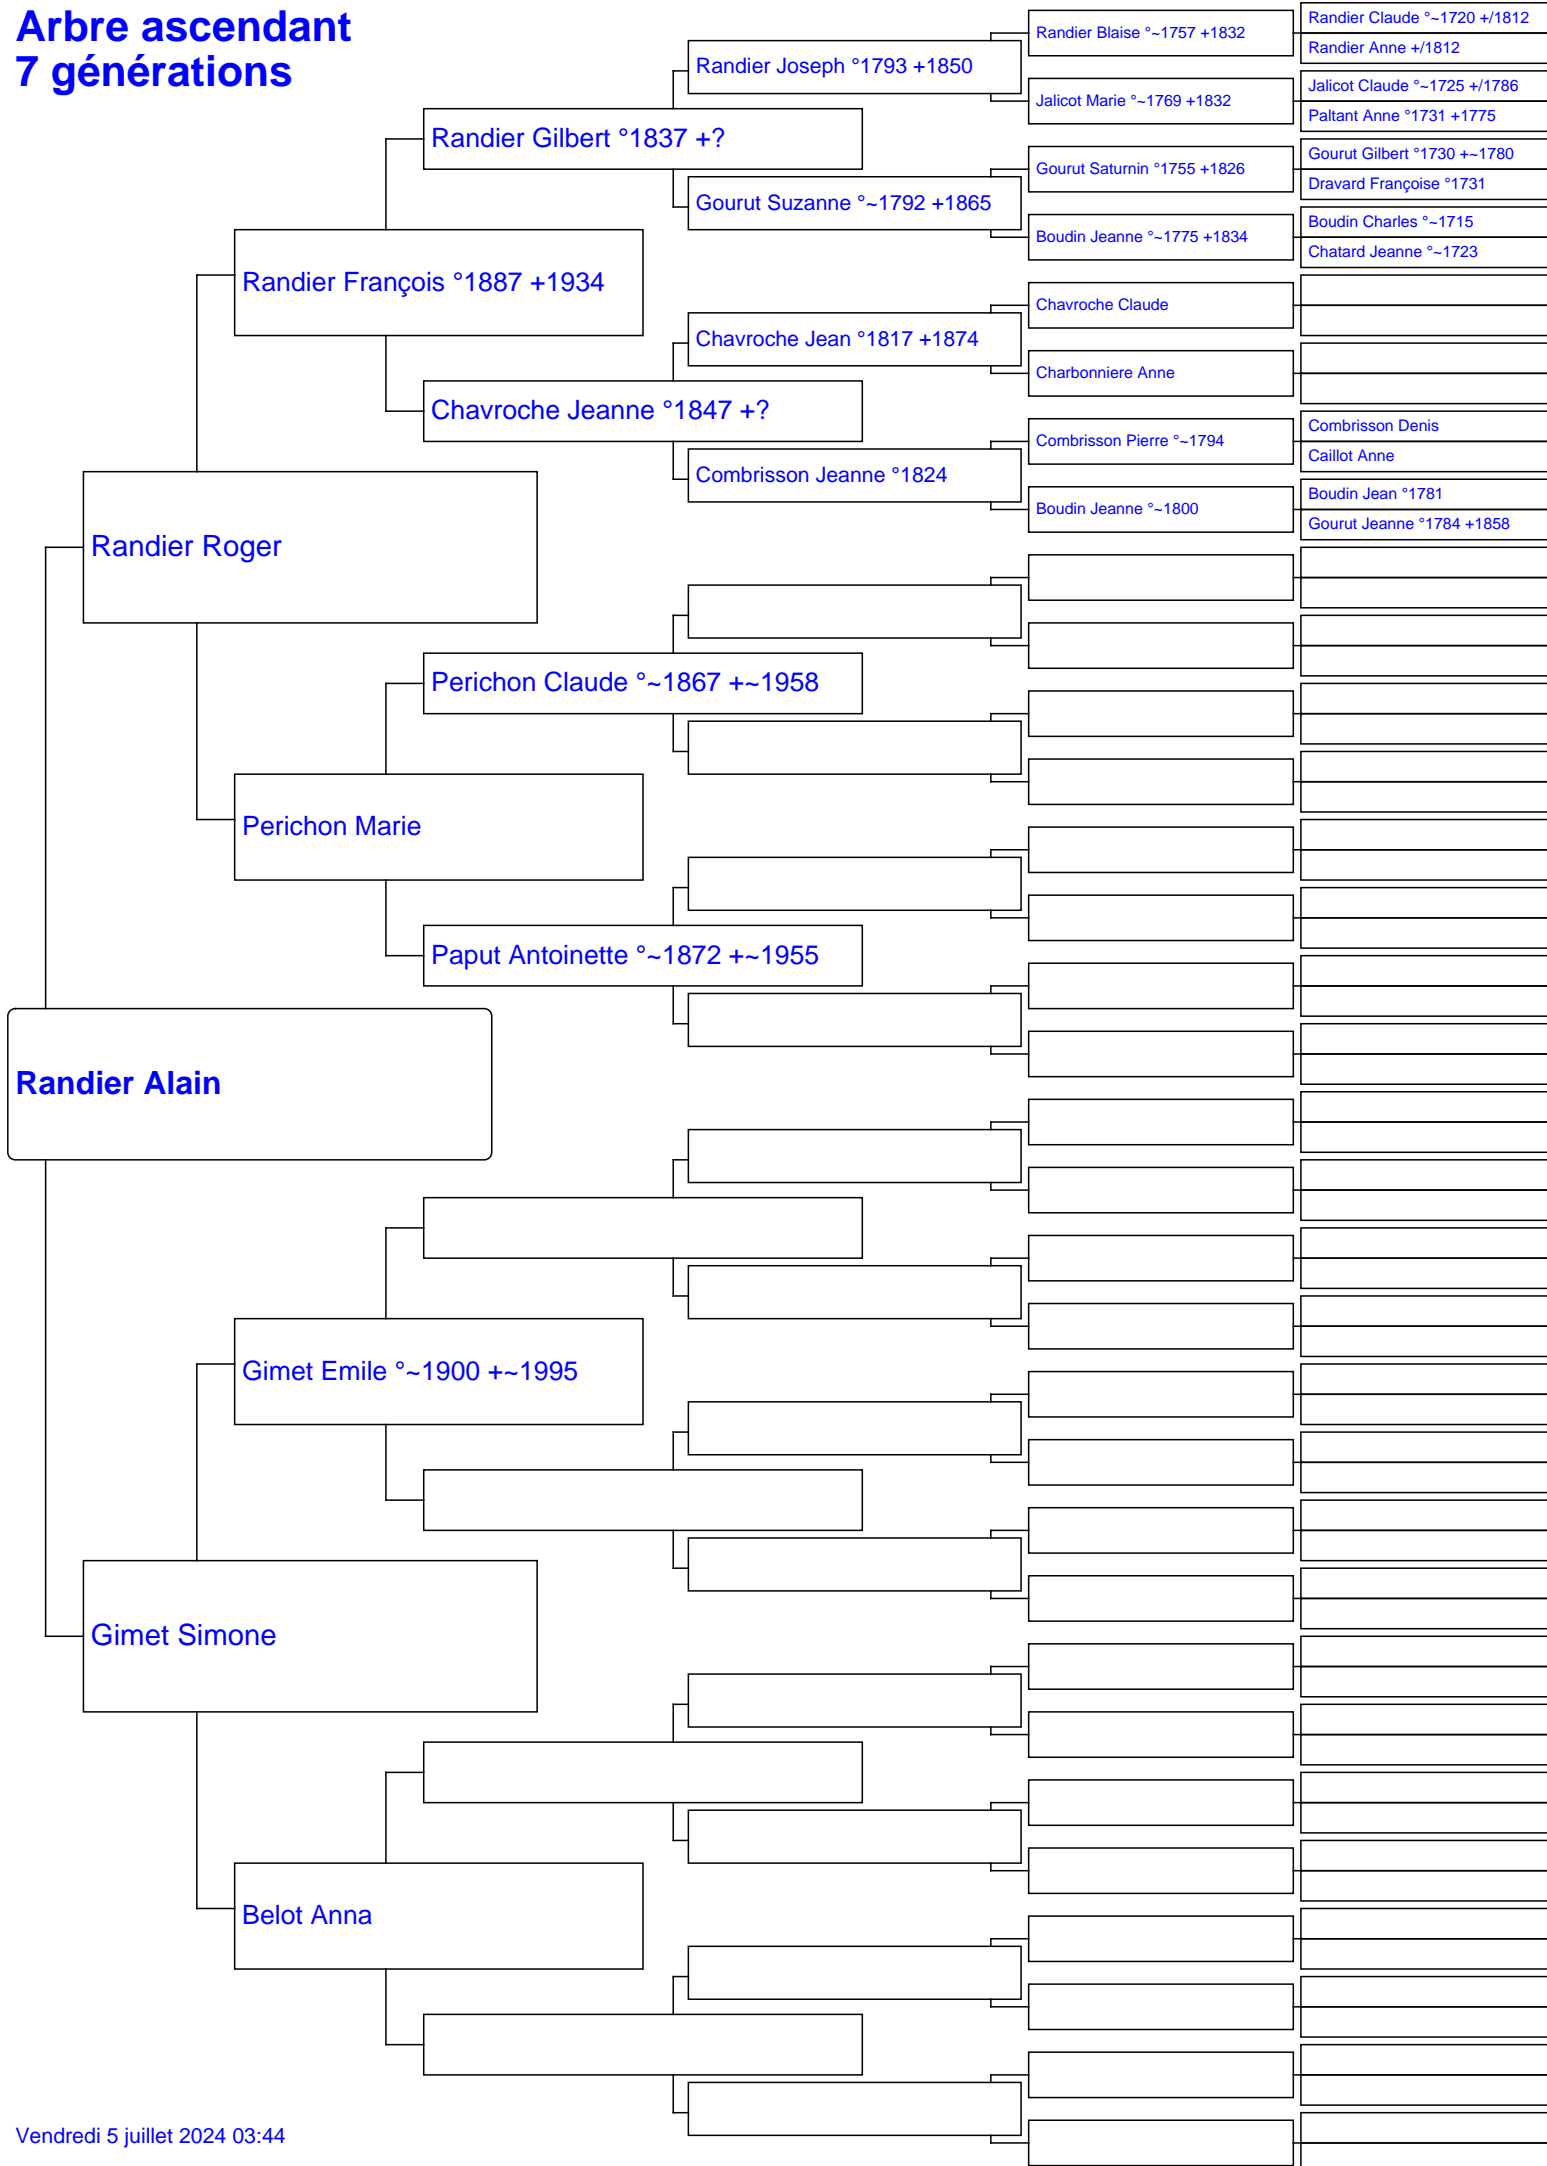 Arbre ascendant
7 générations
Randier Claude °~1720 +/1812
Randier Blaise °~1757 +1832
Randier Anne +/1812
Randier Joseph °1793 +1850
Jalicot Claude °~1725 +/1786
Jalicot Marie °~1769 +1832
Paltant Anne °1731 +1775
Randier Gilbert °1837 +?
Gourut Gilbert °1730 +~1780
Gourut Saturnin °1755 +1826
Dravard Françoise °1731
Gourut Suzanne °~1792 +1865
Boudin Charles °~1715
Boudin Jeanne °~1775 +1834
Chatard Jeanne °~1723
Randier François °1887 +1934
Chavroche Claude
Chavroche Jean °1817 +1874
Charbonniere Anne
Chavroche Jeanne °1847 +?
Combrisson Denis
Combrisson Pierre °~1794
Caillot Anne
Combrisson Jeanne °1824
Boudin Jean °1781
Boudin Jeanne °~1800
Gourut Jeanne °1784 +1858
Randier Roger
Perichon Claude °~1867 +~1958
Perichon Marie
Paput Antoinette °~1872 +~1955
Randier Alain
Gimet Emile °~1900 +~1995
Gimet Simone
Belot Anna
Vendredi 5 juillet 2024 03:44